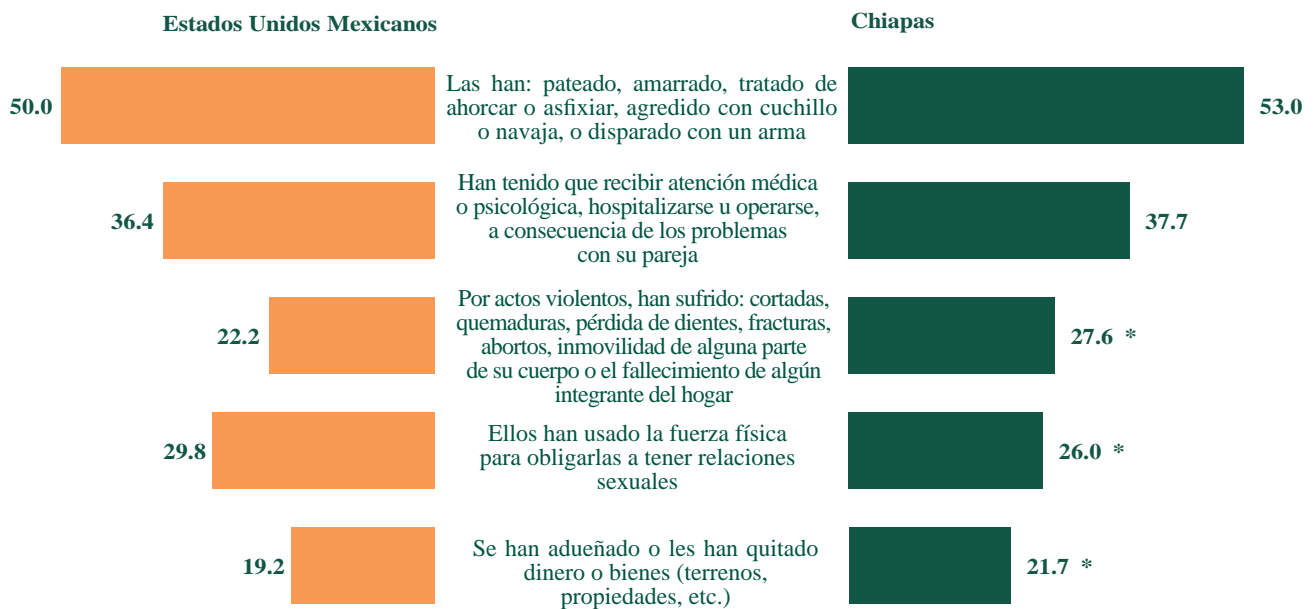 Estados Unidos Mexicanos
Chiapas
50.0
Las han: pateado, amarrado, tratado de
ahorcar o asfixiar, agredido con cuchillo
o navaja, o disparado con un arma
53.0
36.4
Han tenido que recibir atención médica
o psicológica, hospitalizarse u operarse,
a consecuencia de los problemas
con su pareja
37.7
22.2
Por actos violentos, han sufrido: cortadas,
quemaduras, pérdida de dientes, fracturas,
abortos, inmovilidad de alguna parte
de su cuerpo o el fallecimiento de algún
integrante del hogar
27.6 *
29.8
Ellos han usado la fuerza física
para obligarlas a tener relaciones
sexuales
26.0 *
19.2
Se han adueñado o les han quitado
dinero o bienes (terrenos,
propiedades, etc.)
21.7 *